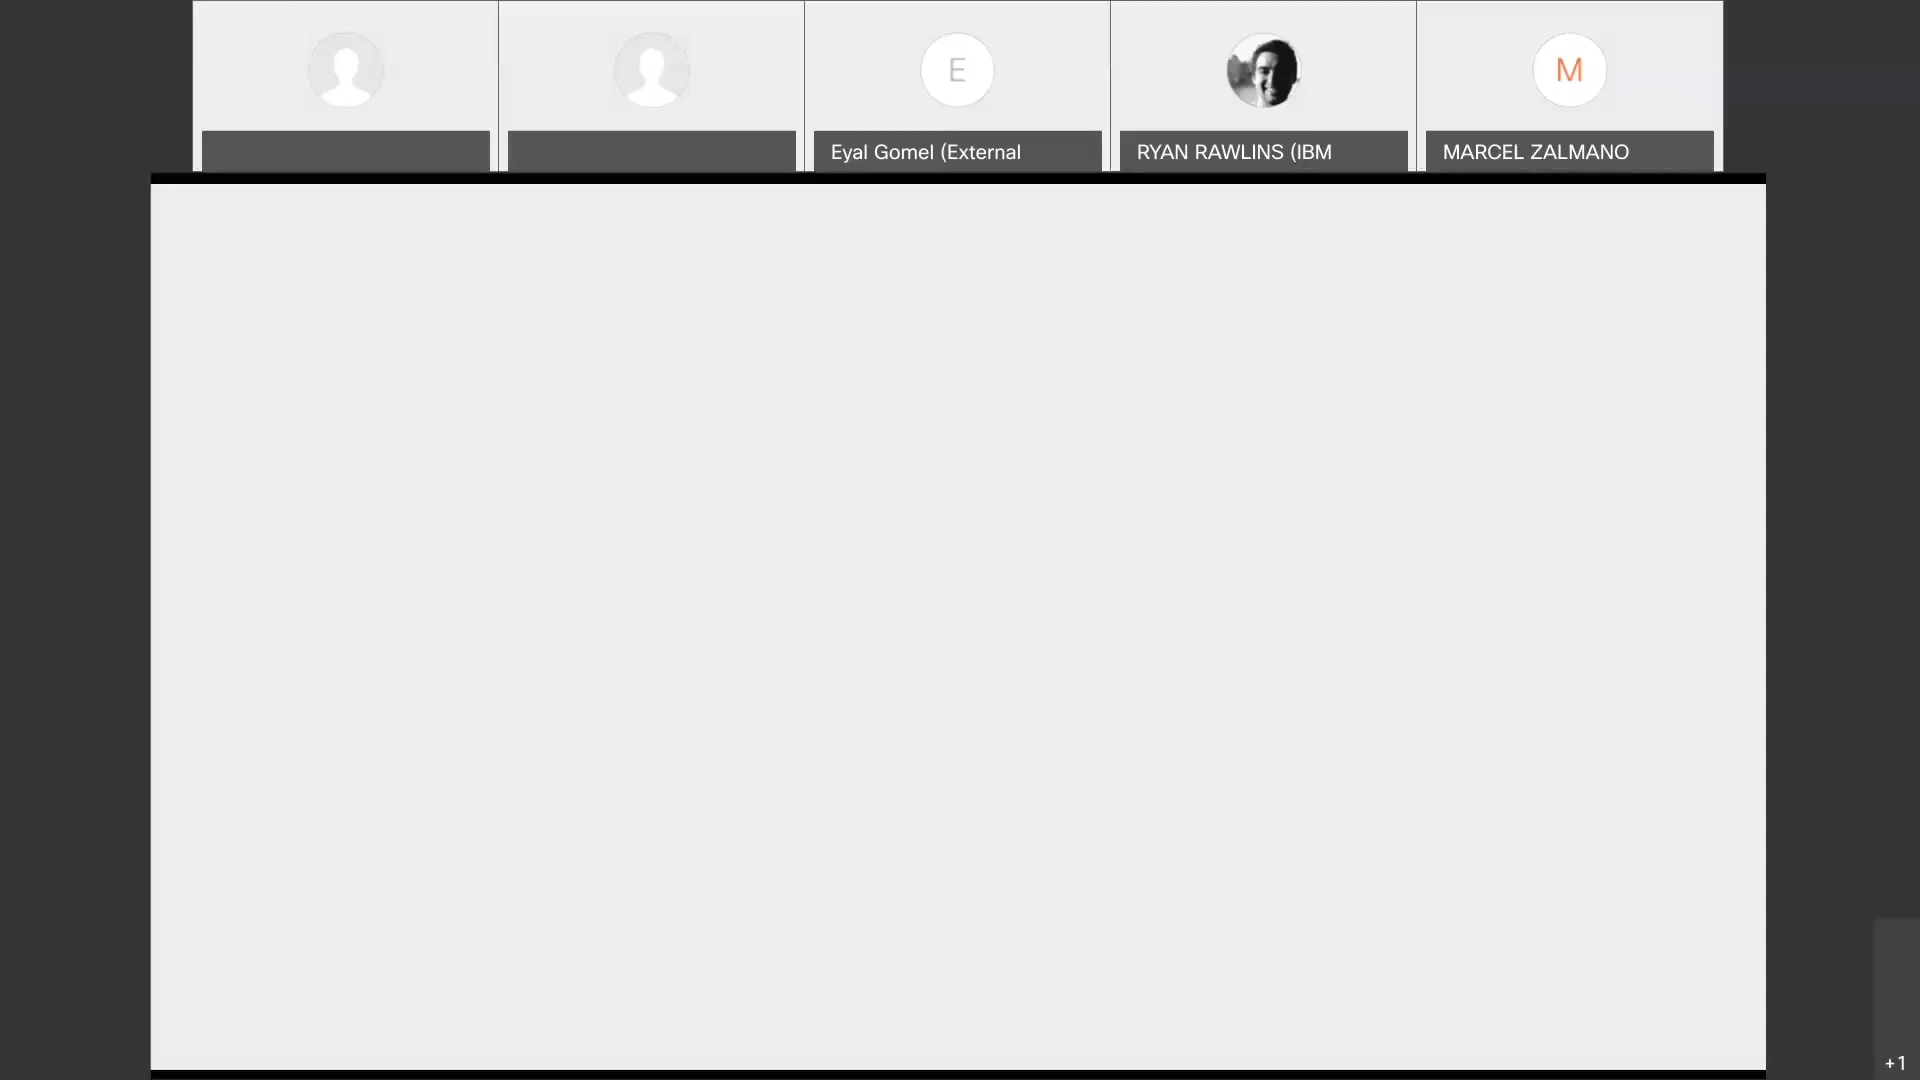 E
M
Eyal Gomel (External
RYAN RAWLINS (IBM
MARCEL ZALMANO
+1